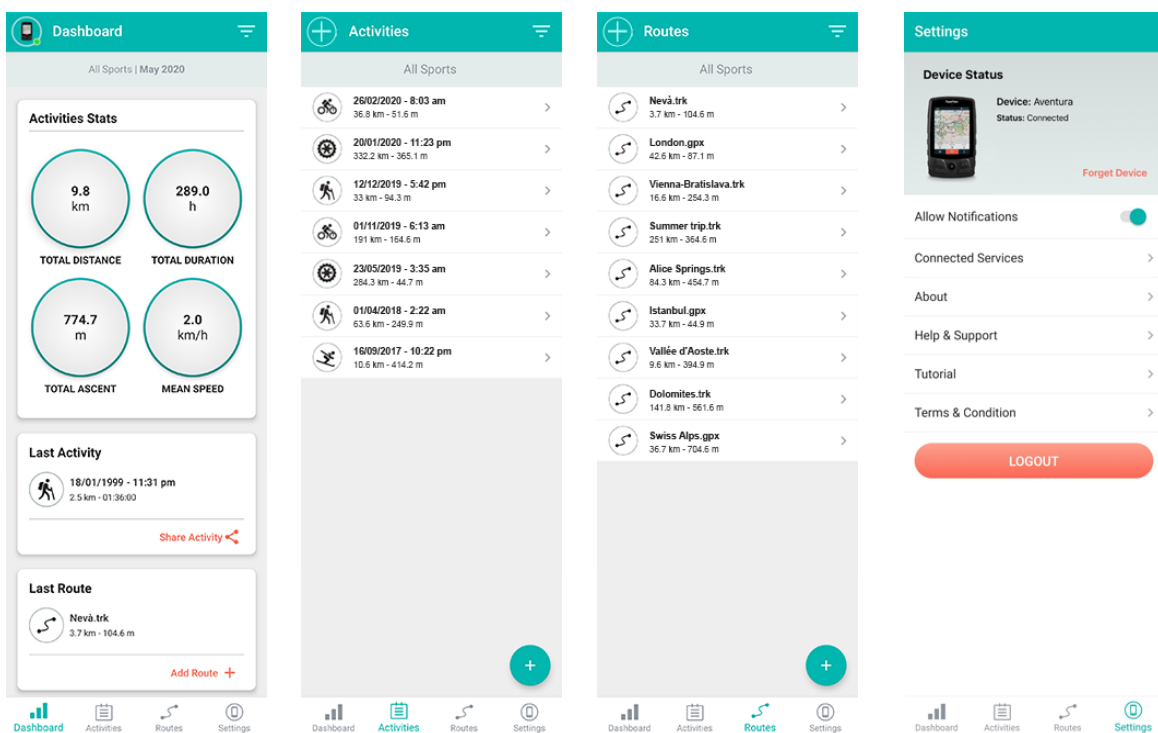 Dashboard
All Sports | May 2020
Activities Stats
9.8
km
289.0
h
TOTAL DISTANCE
TOTAL DURATION
774.7
m
2.0
km/h
TOTAL ASCENT
MEAN SPEED
Last Activity
18/01/1999 - 11:31 pm
2.5 km - 01:36:00
Share Activity
Last Route
Nevà.trk
3.7 km - 104.6 m
Add Route +
Dashboard
Activities
Routes
Settings
Activities
All Sports
26/02/2020 - 8:03 am
36.8 km - 51.6 m
20/01/2020 - 11:23 pm
332.2 km - 365.1 m
12/12/2019 - 5:42 pm
33 km - 94.3 m
01/11/2019 - 6:13 am
191 km - 164.6 m
23/05/2019 - 3:35 am
284.3 km - 44.7 m
01/04/2018 - 2:22 am
63.6 km - 249.9 m
16/09/2017 - 10:22 pm
10.6 km - 414.2 m
Dashboard
Activities
Routes
Settings
Routes
All Sports
Nevà.trk
3.7 km - 104.6 m
London.gpx
42.6 km - 87.1 m
Vienna-Bratislava.trk
16.6 km - 254.3 m
Summer trip.trk
251 km - 364.6 m
Alice Springs.trk
84.3 km - 454.7 m
Istanbul.gpx
33.7 km - 44.9 m
Vallée d'Aoste.trk
9.6 km - 394.9 m
Dolomites.trk
141.8 km - 561.6 m
Swiss Alps.gpx
36.7 km - 704.6 m
Dashboard
Activities
Routes
Settings
Settings
Device Status
Device: Aventura
Status: Connected
Forget Device
Allow Notifications
Connected Services
About
Help & Support
Tutorial
Terms & Condition
LOGOUT
Dashboard
Activities
Routes
Settings